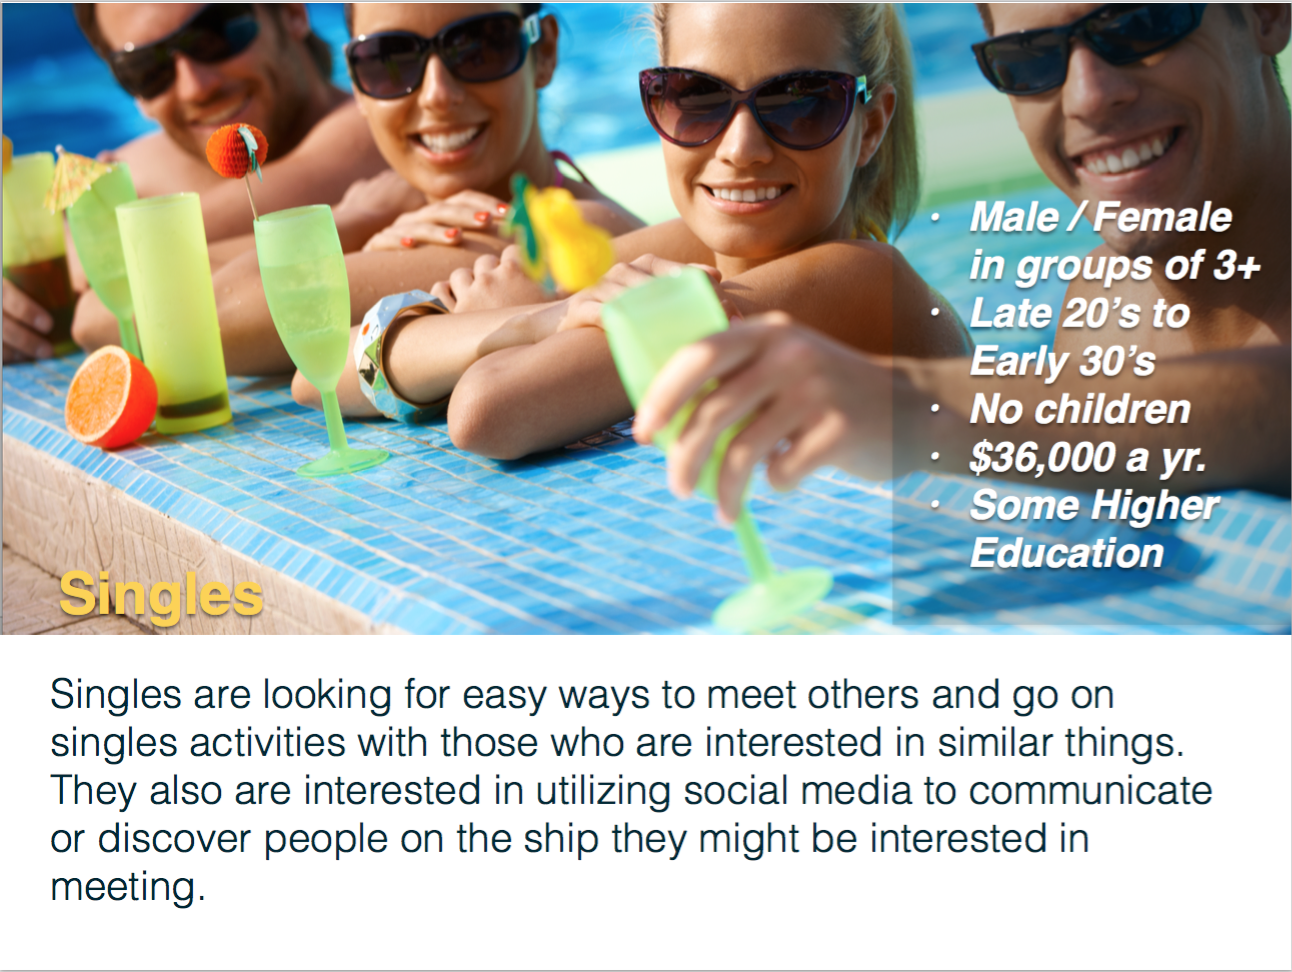 • Male / Female
in groups of 3+
• Late 20’s to
Early 30’s
• No children
• $36,000 a yr.
• Some Higher
Education
Singles
Singles are looking for easy ways to meet others and go on
singles activities with those who are interested in similar things.
They also are interested in utilizing social media to communicate
or discover people on the ship they might be interested in
meeting.